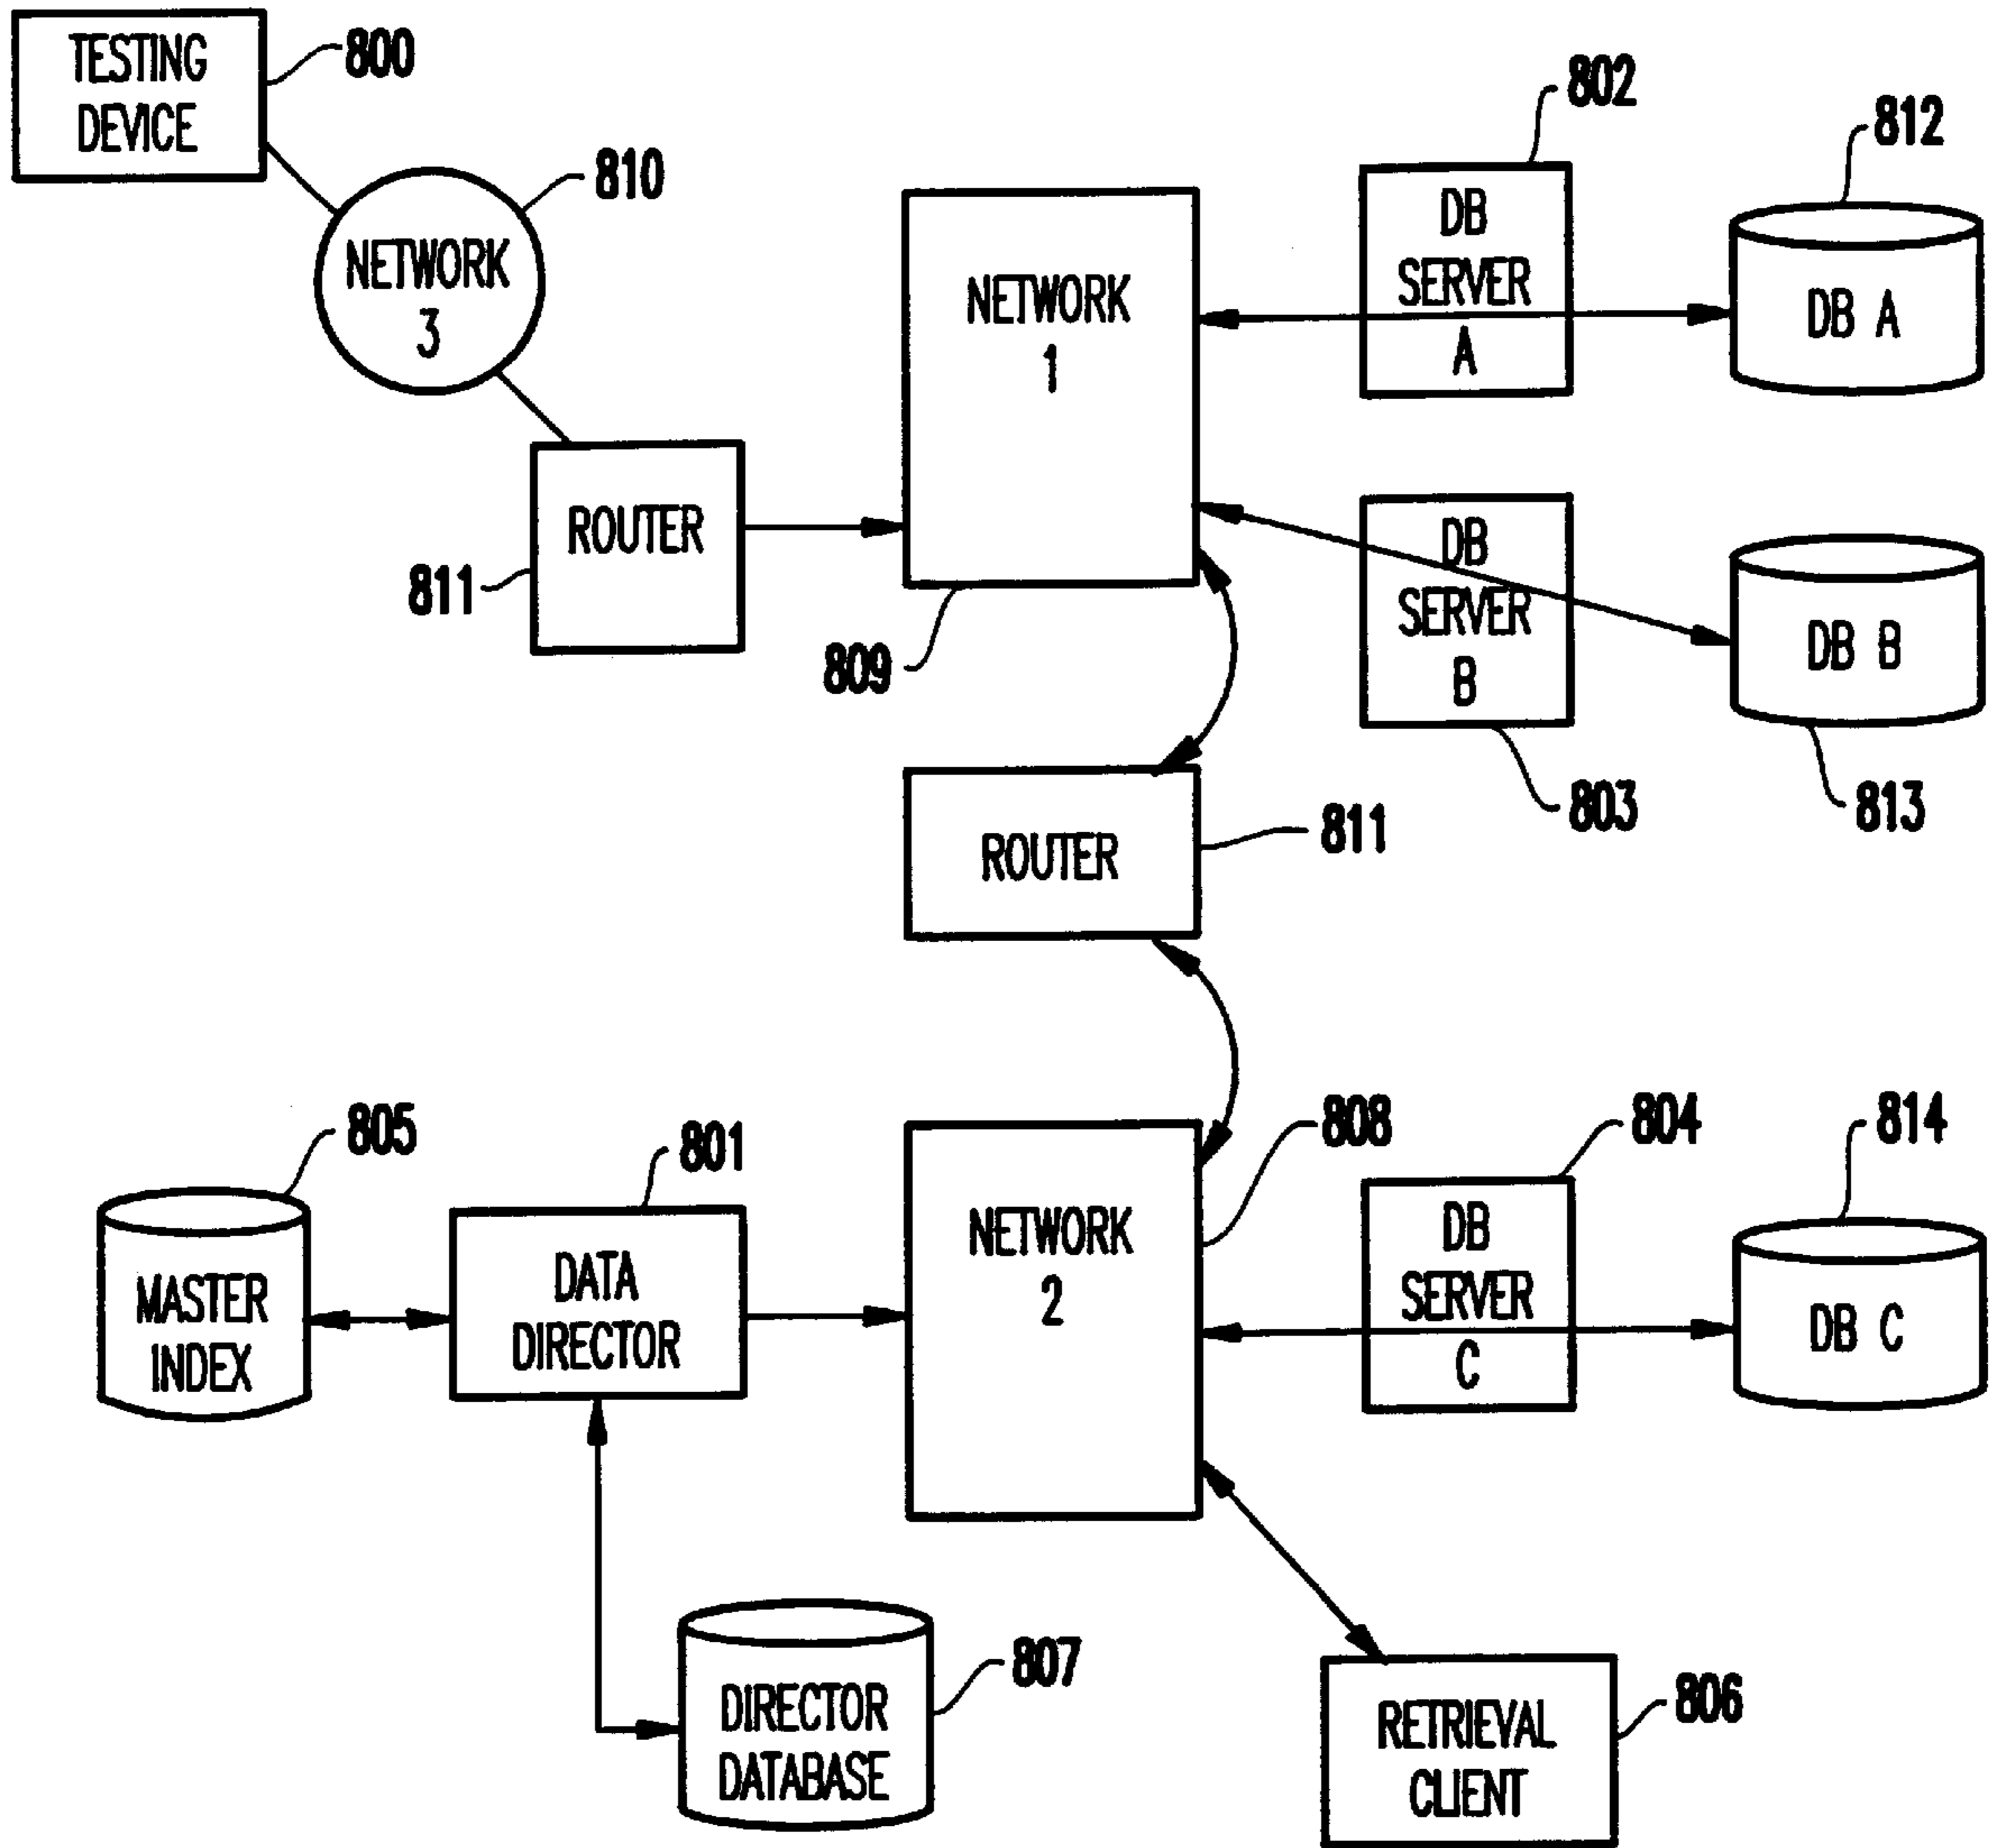 TESTING
DEVICE
800
NETWORK
3
810
ROUTER
811
NETWORK
1
809
DB
SERVER
A
802
DB A
812
DB
SERVER
B
803
DB B
813
ROUTER
811
MASTER
INDEX
805
DATA
DIRECTOR
801
NETWORK
2
808
DB
SERVER
C
804
DB C
814
DIRECTOR
DATABASE
807
RETRIEVAL
CLIENT
806